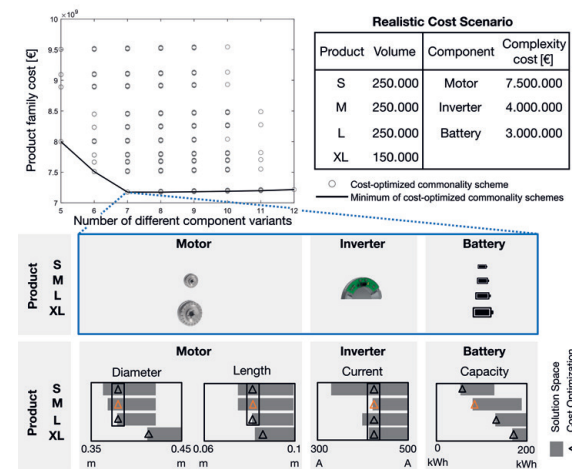 ×10⁹
10
9.5
9
8.5
8
7.5
7
Product family cost [€]
5
6
7
8
9
10
11
12
Number of different component variants
Realistic Cost Scenario
Product Volume Component Complexity cost [€]
S 250.000 Motor 7.500.000
M 250.000 Inverter 4.000.000
L 250.000 Battery 3.000.000
XL 150.000
Cost-optimized commonality scheme
Minimum of cost-optimized commonality schemes
Motor Inverter Battery
Product
S
M
L
XL
Motor Inverter Battery
Diameter Length Current Capacity
Product
S
M
L
XL
0.35 0.45 0.06 0.1 300 500 0 200
m m m m A A kWh kWh
Solution Space
Cost Optimization